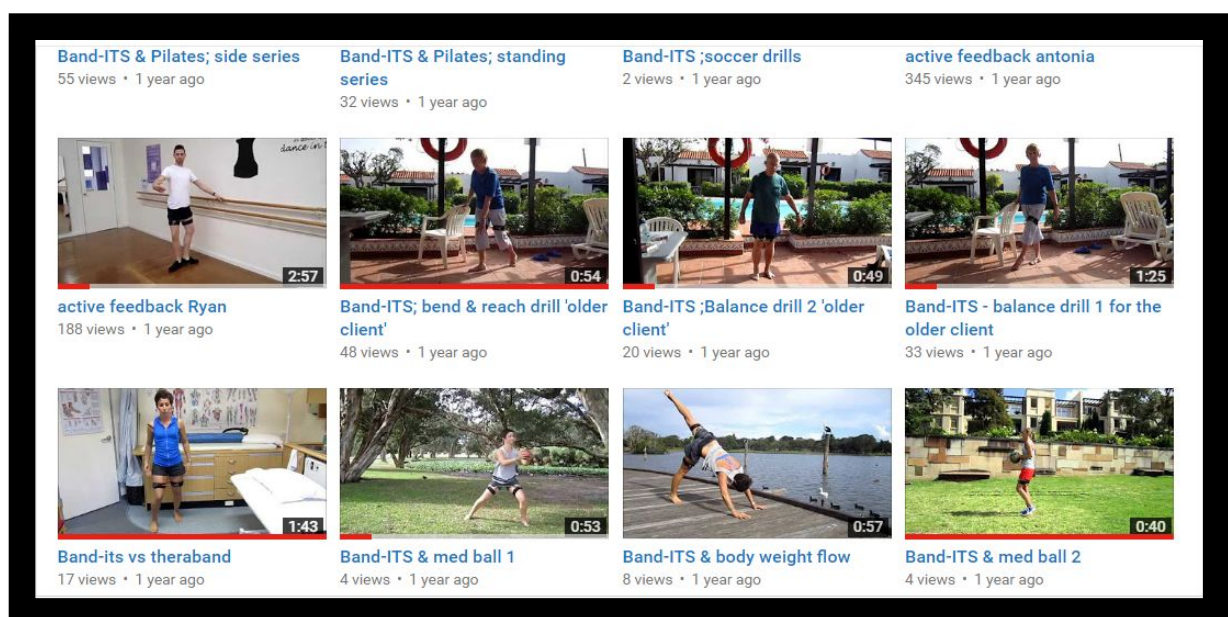 Band-ITS & Pilates; side series
55 views • 1 year ago
Band-ITS & Pilates; standing
series
32 views • 1 year ago
Band-ITS ;soccer drills
2 views • 1 year ago
active feedback antonia
345 views • 1 year ago
dance in t
2:57
active feedback Ryan
188 views • 1 year ago
0:54
Band-ITS; bend & reach drill 'older
client'
48 views • 1 year ago
0:49
Band-ITS ;Balance drill 2 'older
client'
20 views • 1 year ago
1:25
Band-ITS - balance drill 1 for the
older client
33 views • 1 year ago
1:43
Band-its vs theraband
17 views • 1 year ago
0:53
Band-ITS & med ball 1
4 views • 1 year ago
0:57
Band-ITS & body weight flow
8 views • 1 year ago
0:40
Band-ITS & med ball 2
4 views • 1 year ago